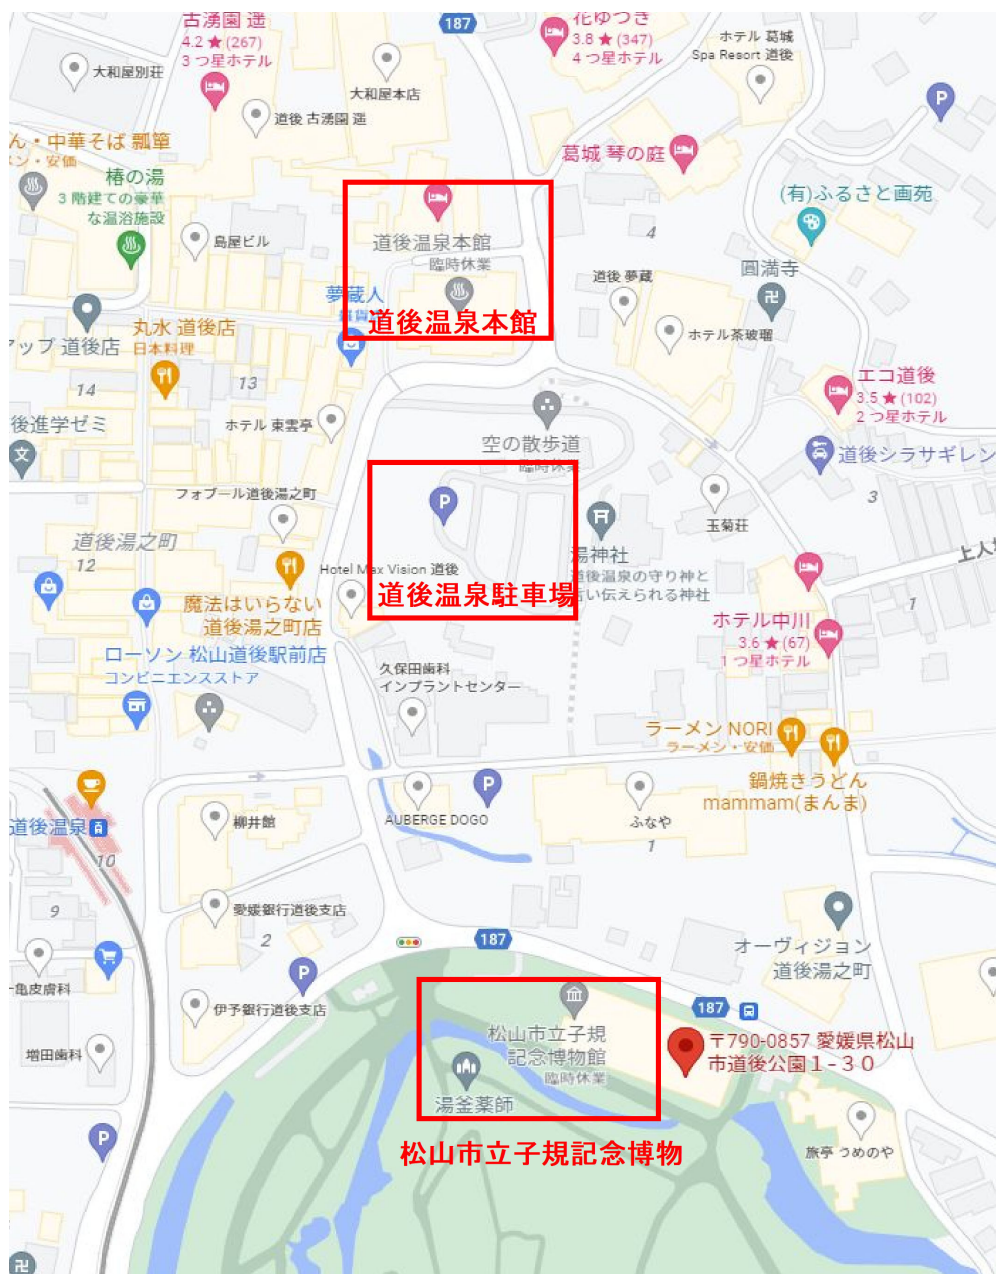 古湧園 遥
4.2 ★ (267)
3 つ星ホテル
187
花ゆづき
3.8 ★ (347)
4 つ星ホテル
ホテル 葛城
Spa Resort 道後
大和屋別荘
大和屋本店
道後 古湧園 遥
P
ん・中華そば 瓢箪
メン・安価
葛城 琴の庭
椿の湯
3 階建ての豪華
な温浴施設
(有)ふるさと画苑
島屋ビル
道後温泉本館
臨時休業
4
圓満寺
道後 夢蔵
夢蔵人
道後温泉本館
丸水 道後店
日本料理
アップ 道後店
ホテル茶玻瑠
14
13
エコ道後
3.5 ★ (102)
2 つ星ホテル
後進学ゼミ
文
ホテル 東雲亭
空の散歩道
臨時休業
道後シラサギレン
3
フォブール道後湯之町
P
玉菊荘
道後湯之町
12
湯神社
道後温泉の守り神と
言い伝えられる神社
Hotel Max Vision 道後
道後温泉駐車場
1
魔法はいらない
道後湯之町店
ホテル中川
3.6 ★ (67)
1 つ星ホテル
ローソン 松山道後駅前店
コンビニエンスストア
久保田歯科
インプラントセンター
ラーメン NORI
ラーメン・安価
鍋焼きうどん
mammam(まんま)
P
AUBERGE DOGO
ふなや
1
道後温泉
柳井館
10
9
愛媛銀行道後支店
2
187
オーヴィジョン
道後湯之町
P
伊予銀行道後支店
亀皮膚科
187
松山市立子規
記念博物館
臨時休業
〒790-0857 愛媛県松山
市道後公園１−３０
増田歯科
湯釜薬師
P
松山市立子規記念博物
旅亭 うめのや